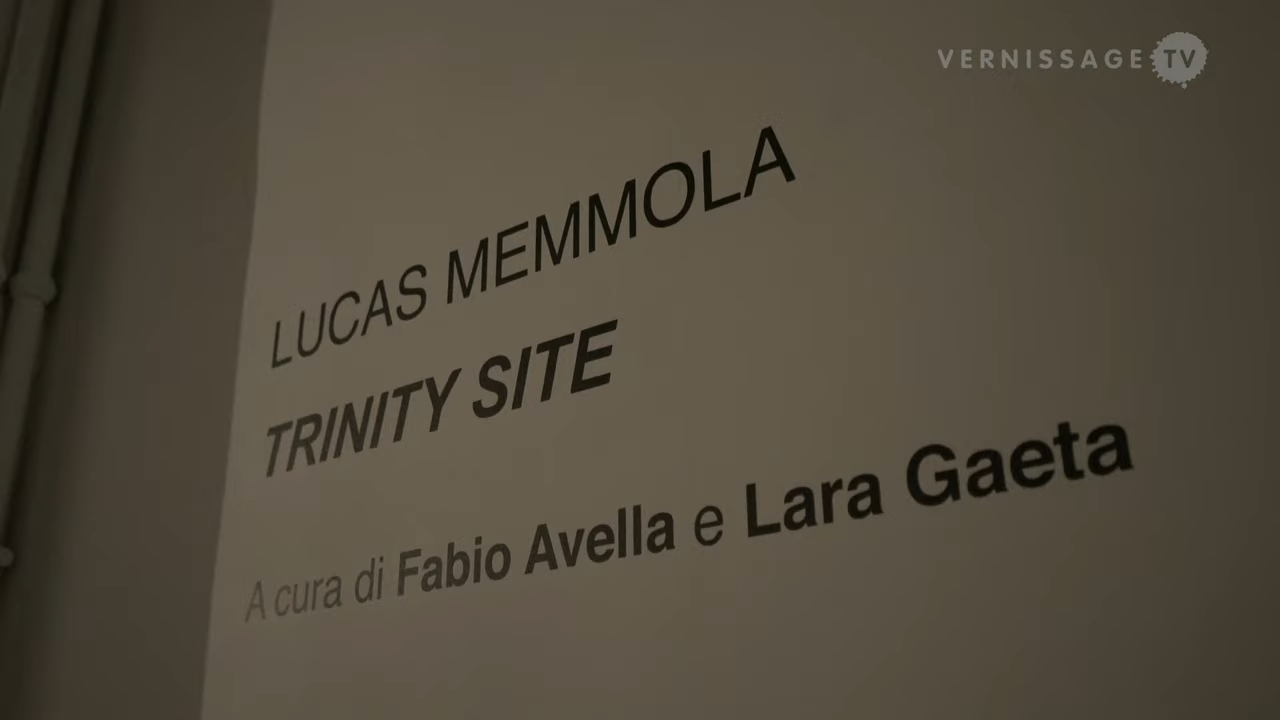 VERNISSAGE TV
LUCAS MEMMOLA
TRINITY SITE
A cura di Fabio Avella e Lara Gaeta